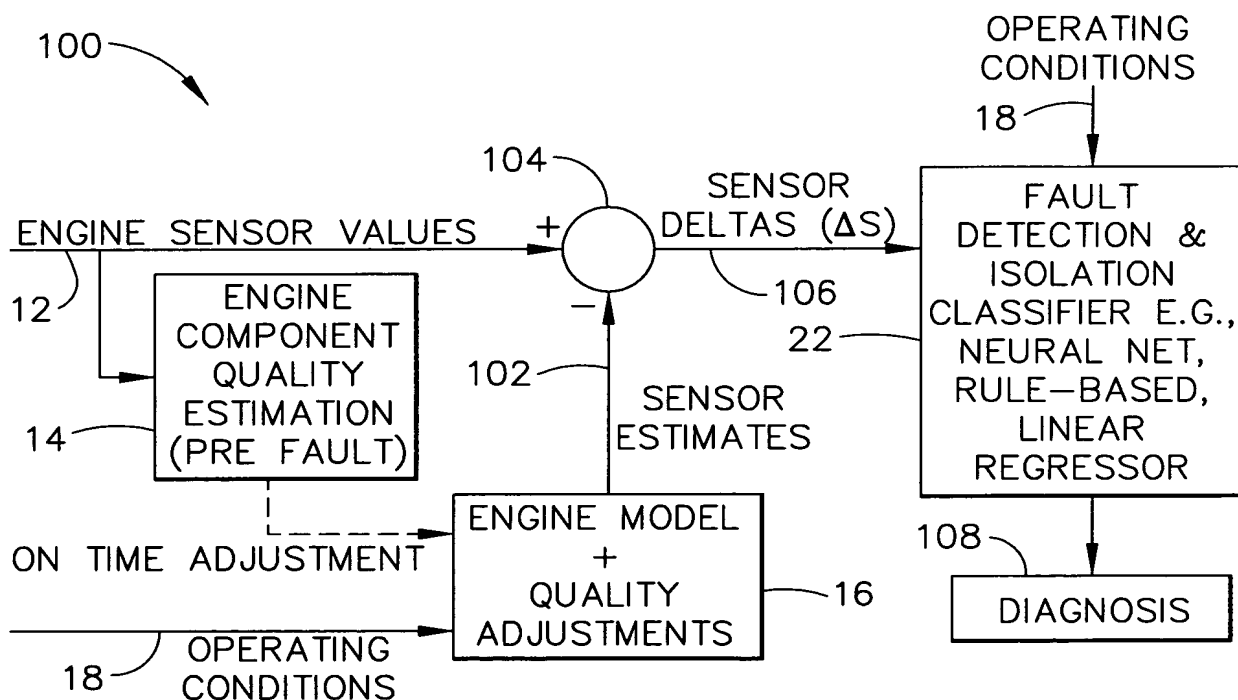 100
OPERATING
CONDITIONS
18
104
SENSOR
DELTAS (ΔS)
ENGINE SENSOR VALUES
+
−
12
106
FAULT
DETECTION &
ISOLATION
CLASSIFIER E.G.,
NEURAL NET,
RULE-BASED,
LINEAR
REGRESSOR
22
ENGINE
COMPONENT
QUALITY
ESTIMATION
(PRE FAULT)
14
102
SENSOR
ESTIMATES
ON TIME ADJUSTMENT
ENGINE MODEL
+
QUALITY
ADJUSTMENTS
16
108
DIAGNOSIS
18
OPERATING
CONDITIONS